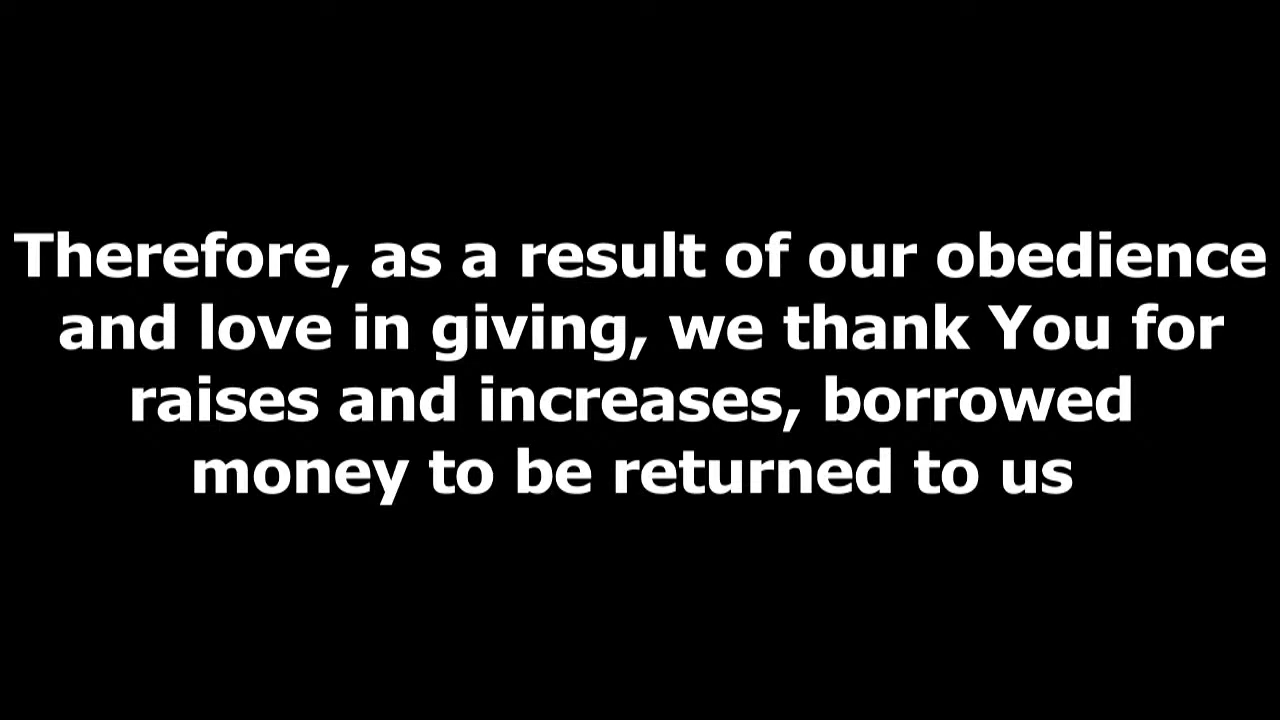 Therefore, as a result of our obedience
and love in giving, we thank You for
raises and increases, borrowed
money to be returned to us